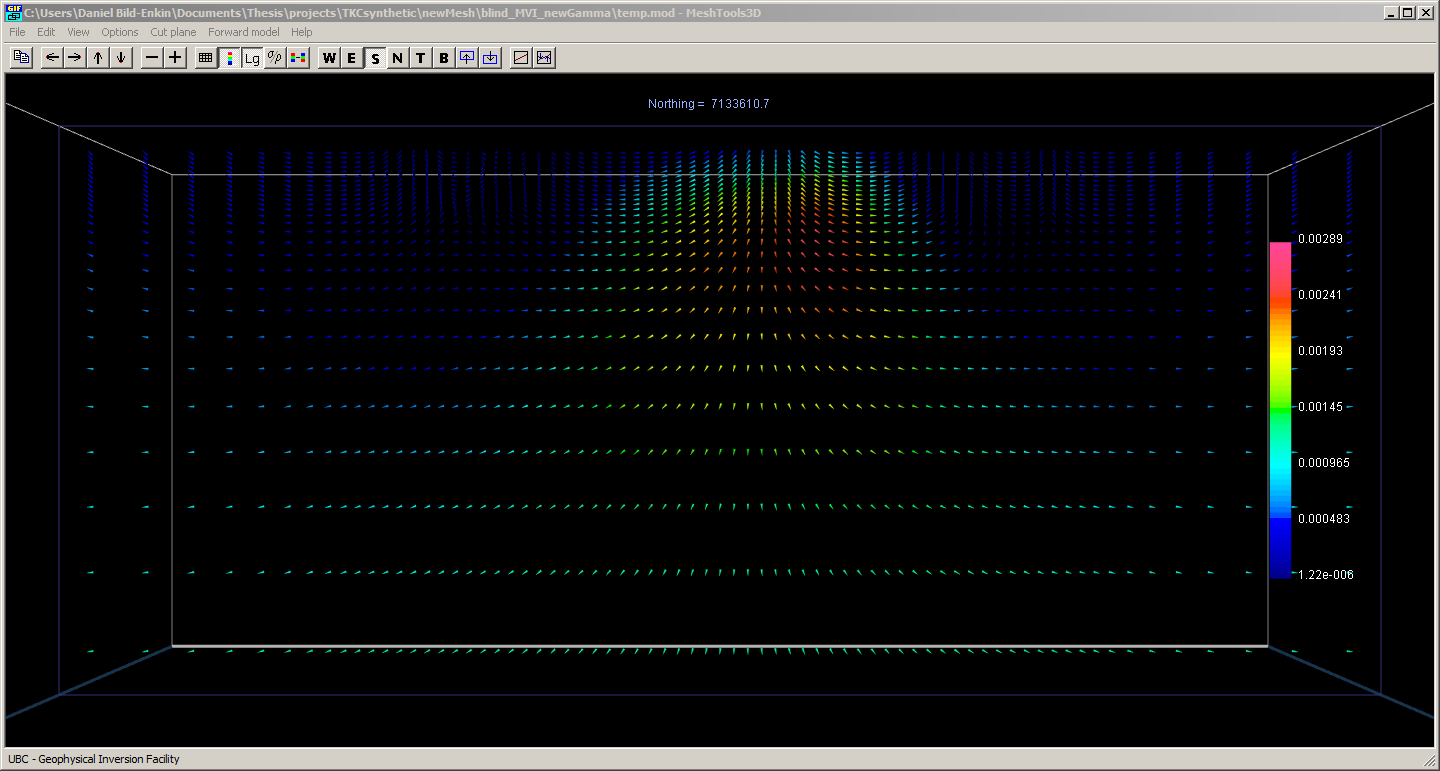 GIF C:\Users\Daniel Bild-Enkin\Documents\Thesis\projects\TKCsynthetic\newMesh\blind_MVI_newGamma\temp.mod - MeshTools3D
File Edit View Options Cut plane Forward model Help
Lg σ/ρ W E S N T B
Northing = 7133610.7
0.00289
0.00241
0.00193
0.00145
0.000965
0.000483
1.22e-006
UBC - Geophysical Inversion Facility